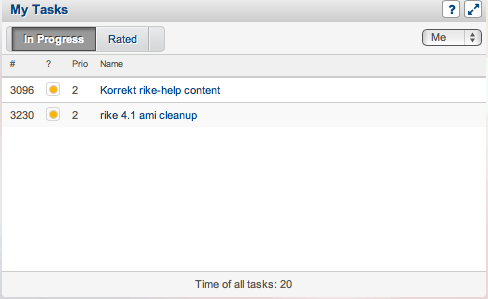 My Tasks ?
In Progress Rated Me
# ? Prio Name
3096 2 Korrekt rike-help content
3230 2 rike 4.1 ami cleanup
Time of all tasks: 20